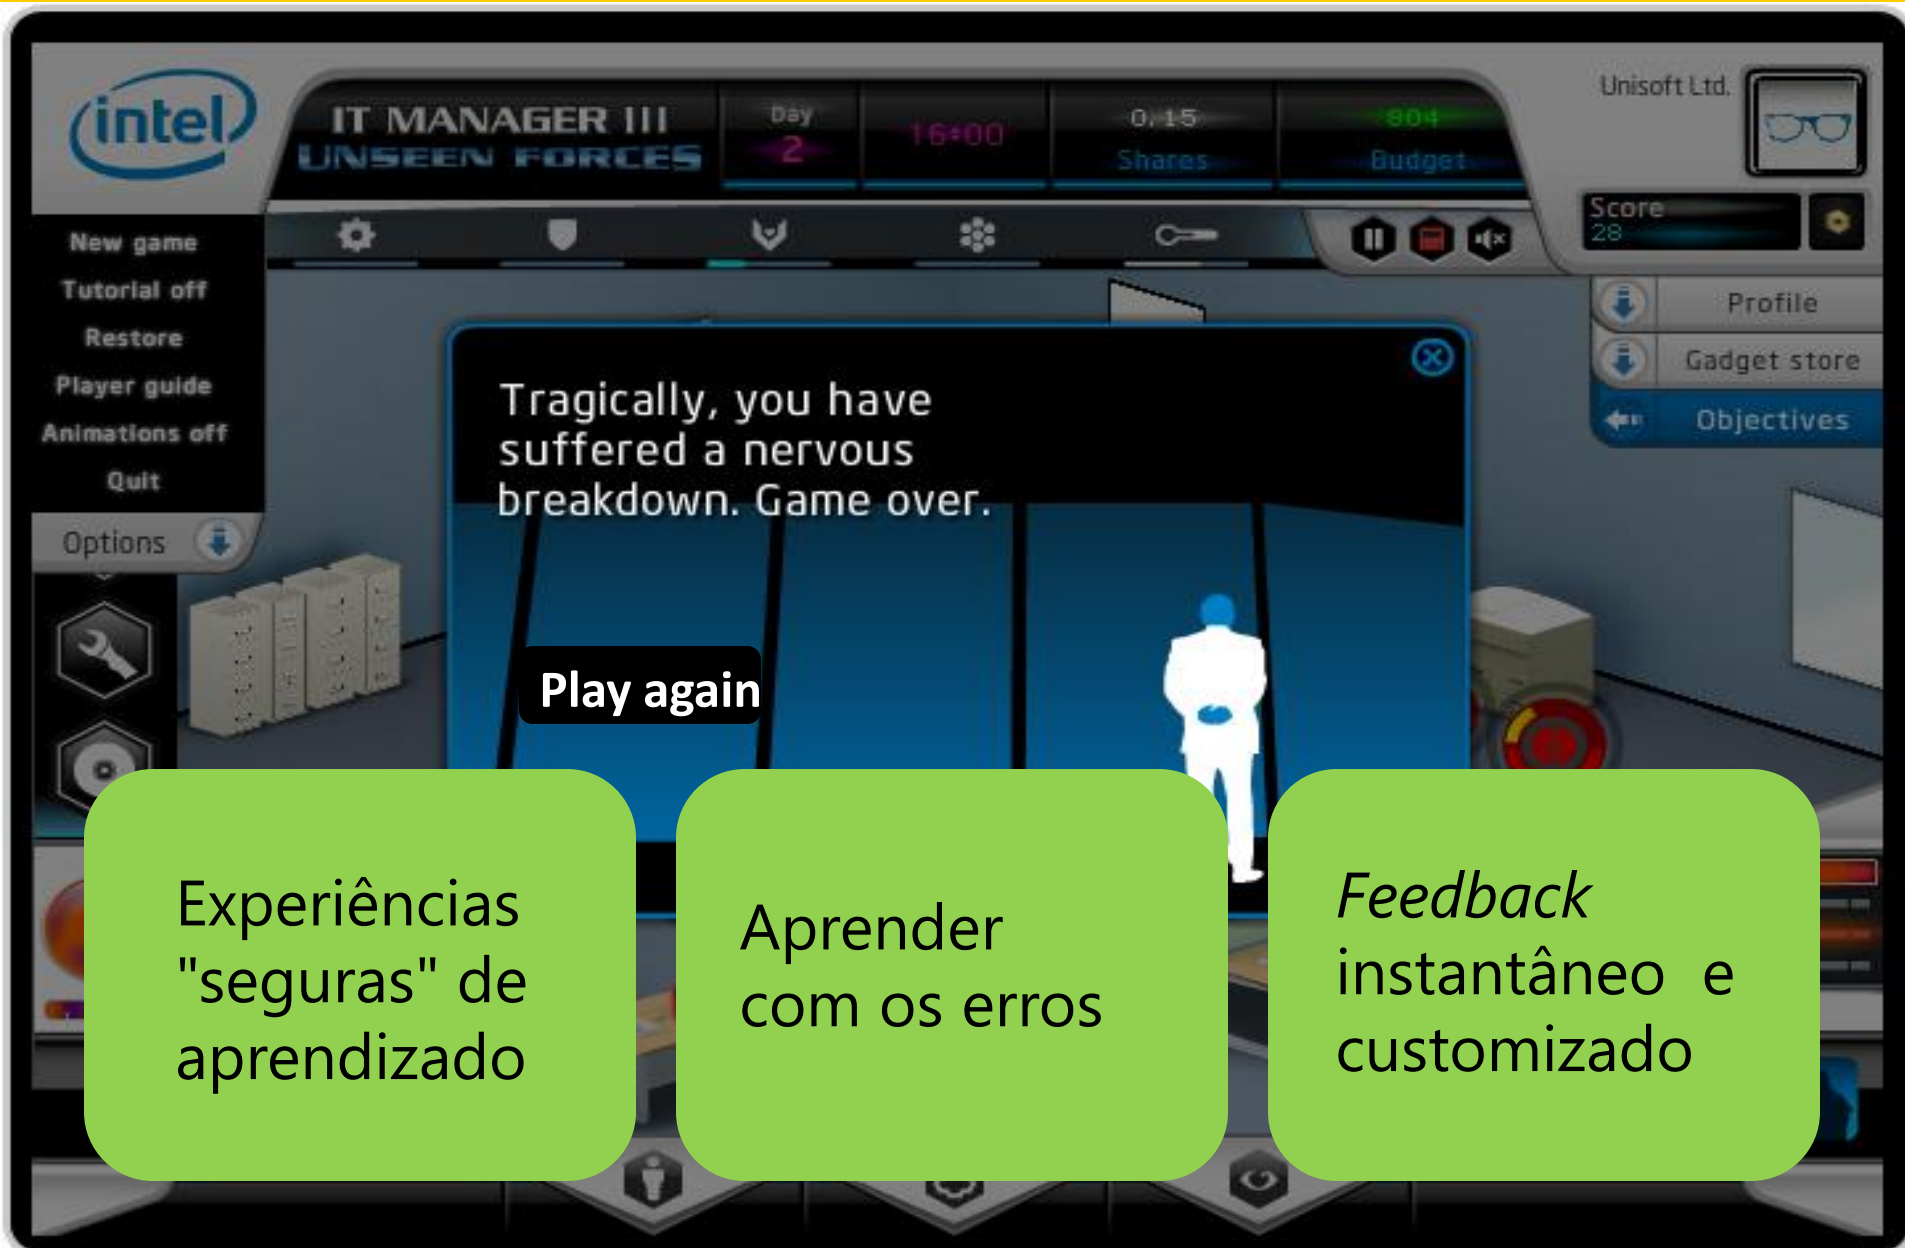 intel
IT MANAGER III
UNSEEN FORCES
Day
2
16:00
0,15
Shares
804
Budget
Unisoft Ltd.
Score
28
New game
Tutorial off
Restore
Player guide
Animations off
Quit
Options
Profile
Gadget store
Objectives
Tragically, you have
suffered a nervous
breakdown. Game over.
Play again
Experiências
"seguras" de
aprendizado
Aprender
com os erros
Feedback
instantâneo e
customizado